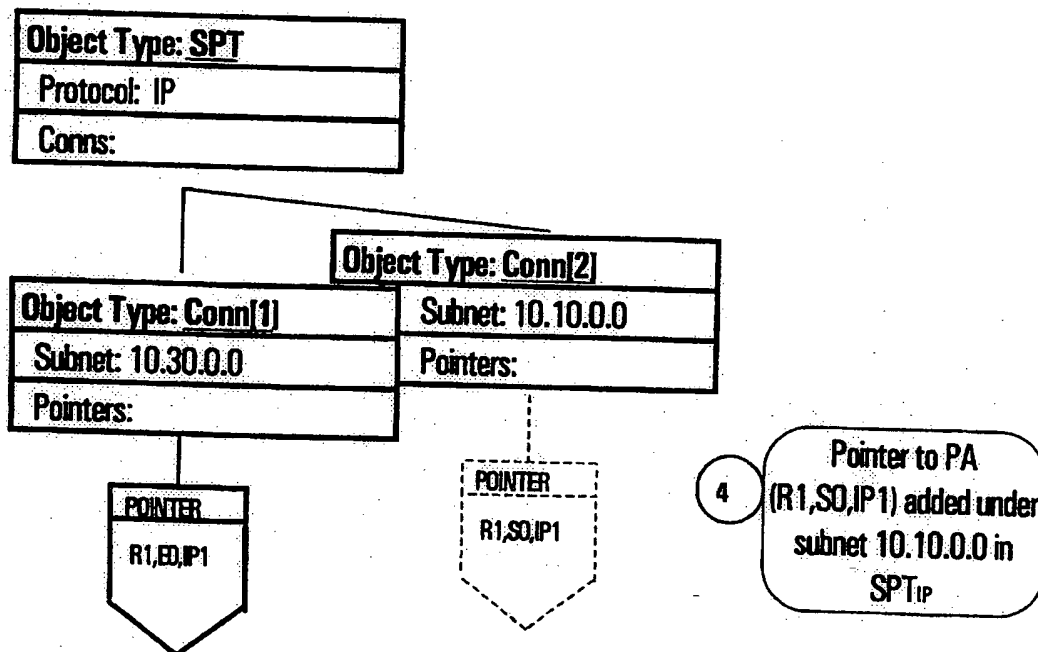 Object Type: SPT
Protocol: IP
Conns:
Object Type: Conn[2]
Subnet: 10.10.0.0
Pointers:
Object Type: Conn[1]
Subnet: 10.30.0.0
Pointers:
POINTER
R1,E0,IP1
POINTER
R1,S0,IP1
4
Pointer to PA
(R1,S0,IP1) added under
subnet 10.10.0.0 in
SPTIP